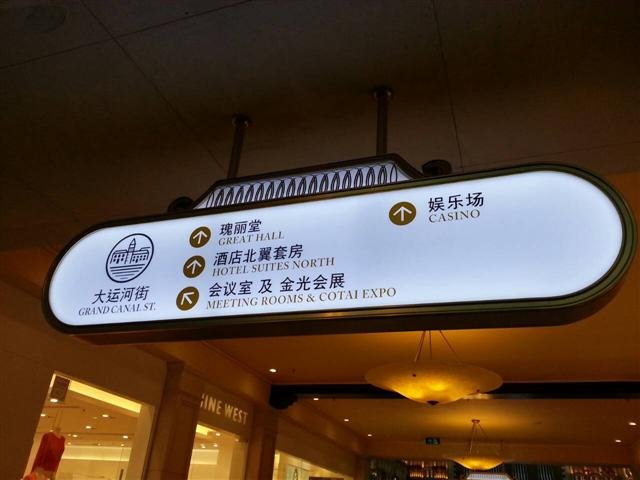 大运河街
GRAND CANAL ST.
瑰丽堂
GREAT HALL
酒店北翼套房
HOTEL SUITES NORTH
会议室 及 金光会展
MEETING ROOMS & COTAI EXPO
娱乐场
CASINO
NINE WEST